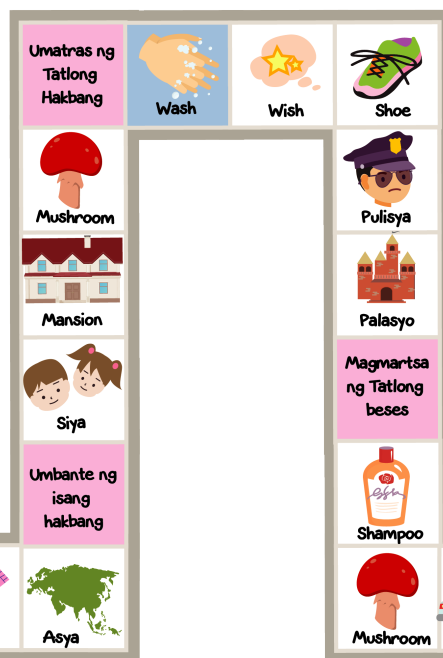 Umatras ng
Tatlong
Hakbang
Wash
Wish
Shoe
Mushroom
Pulisya
Mansion
Palasyo
Siya
Magmartsa
ng Tatlong
beses
Umbante ng
isang
hakbang
Shampoo
Asya
Mushroom